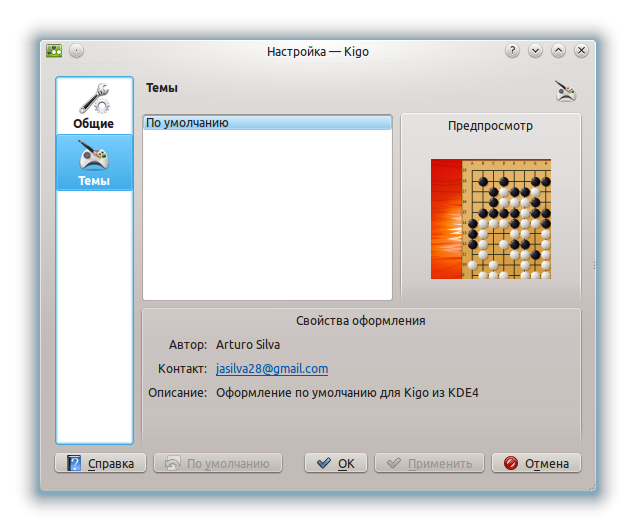 Настройка — Kigo
Общие
Темы
Темы
По умолчанию
Предпросмотр
Свойства оформления
Автор: Arturo Silva
Контакт: jasilva28@gmail.com
Описание: Оформление по умолчанию для Kigo из KDE4
Справка
По умолчанию
OK
Применить
Отмена